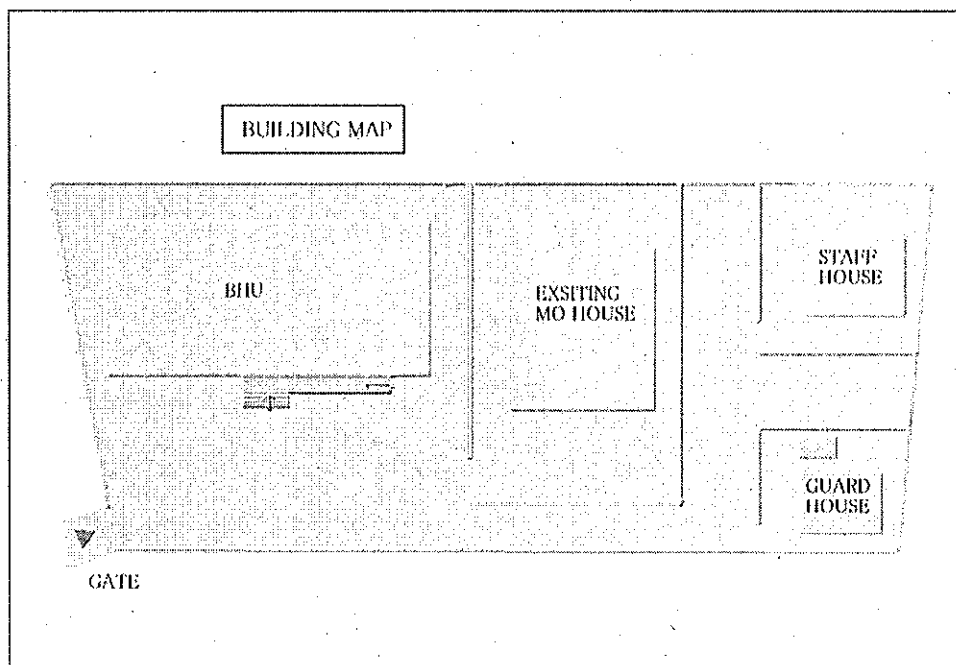 BUILDING MAP
BHU
EXSITING
MO HOUSE
STAFF
HOUSE
GUARD
HOUSE
GATE